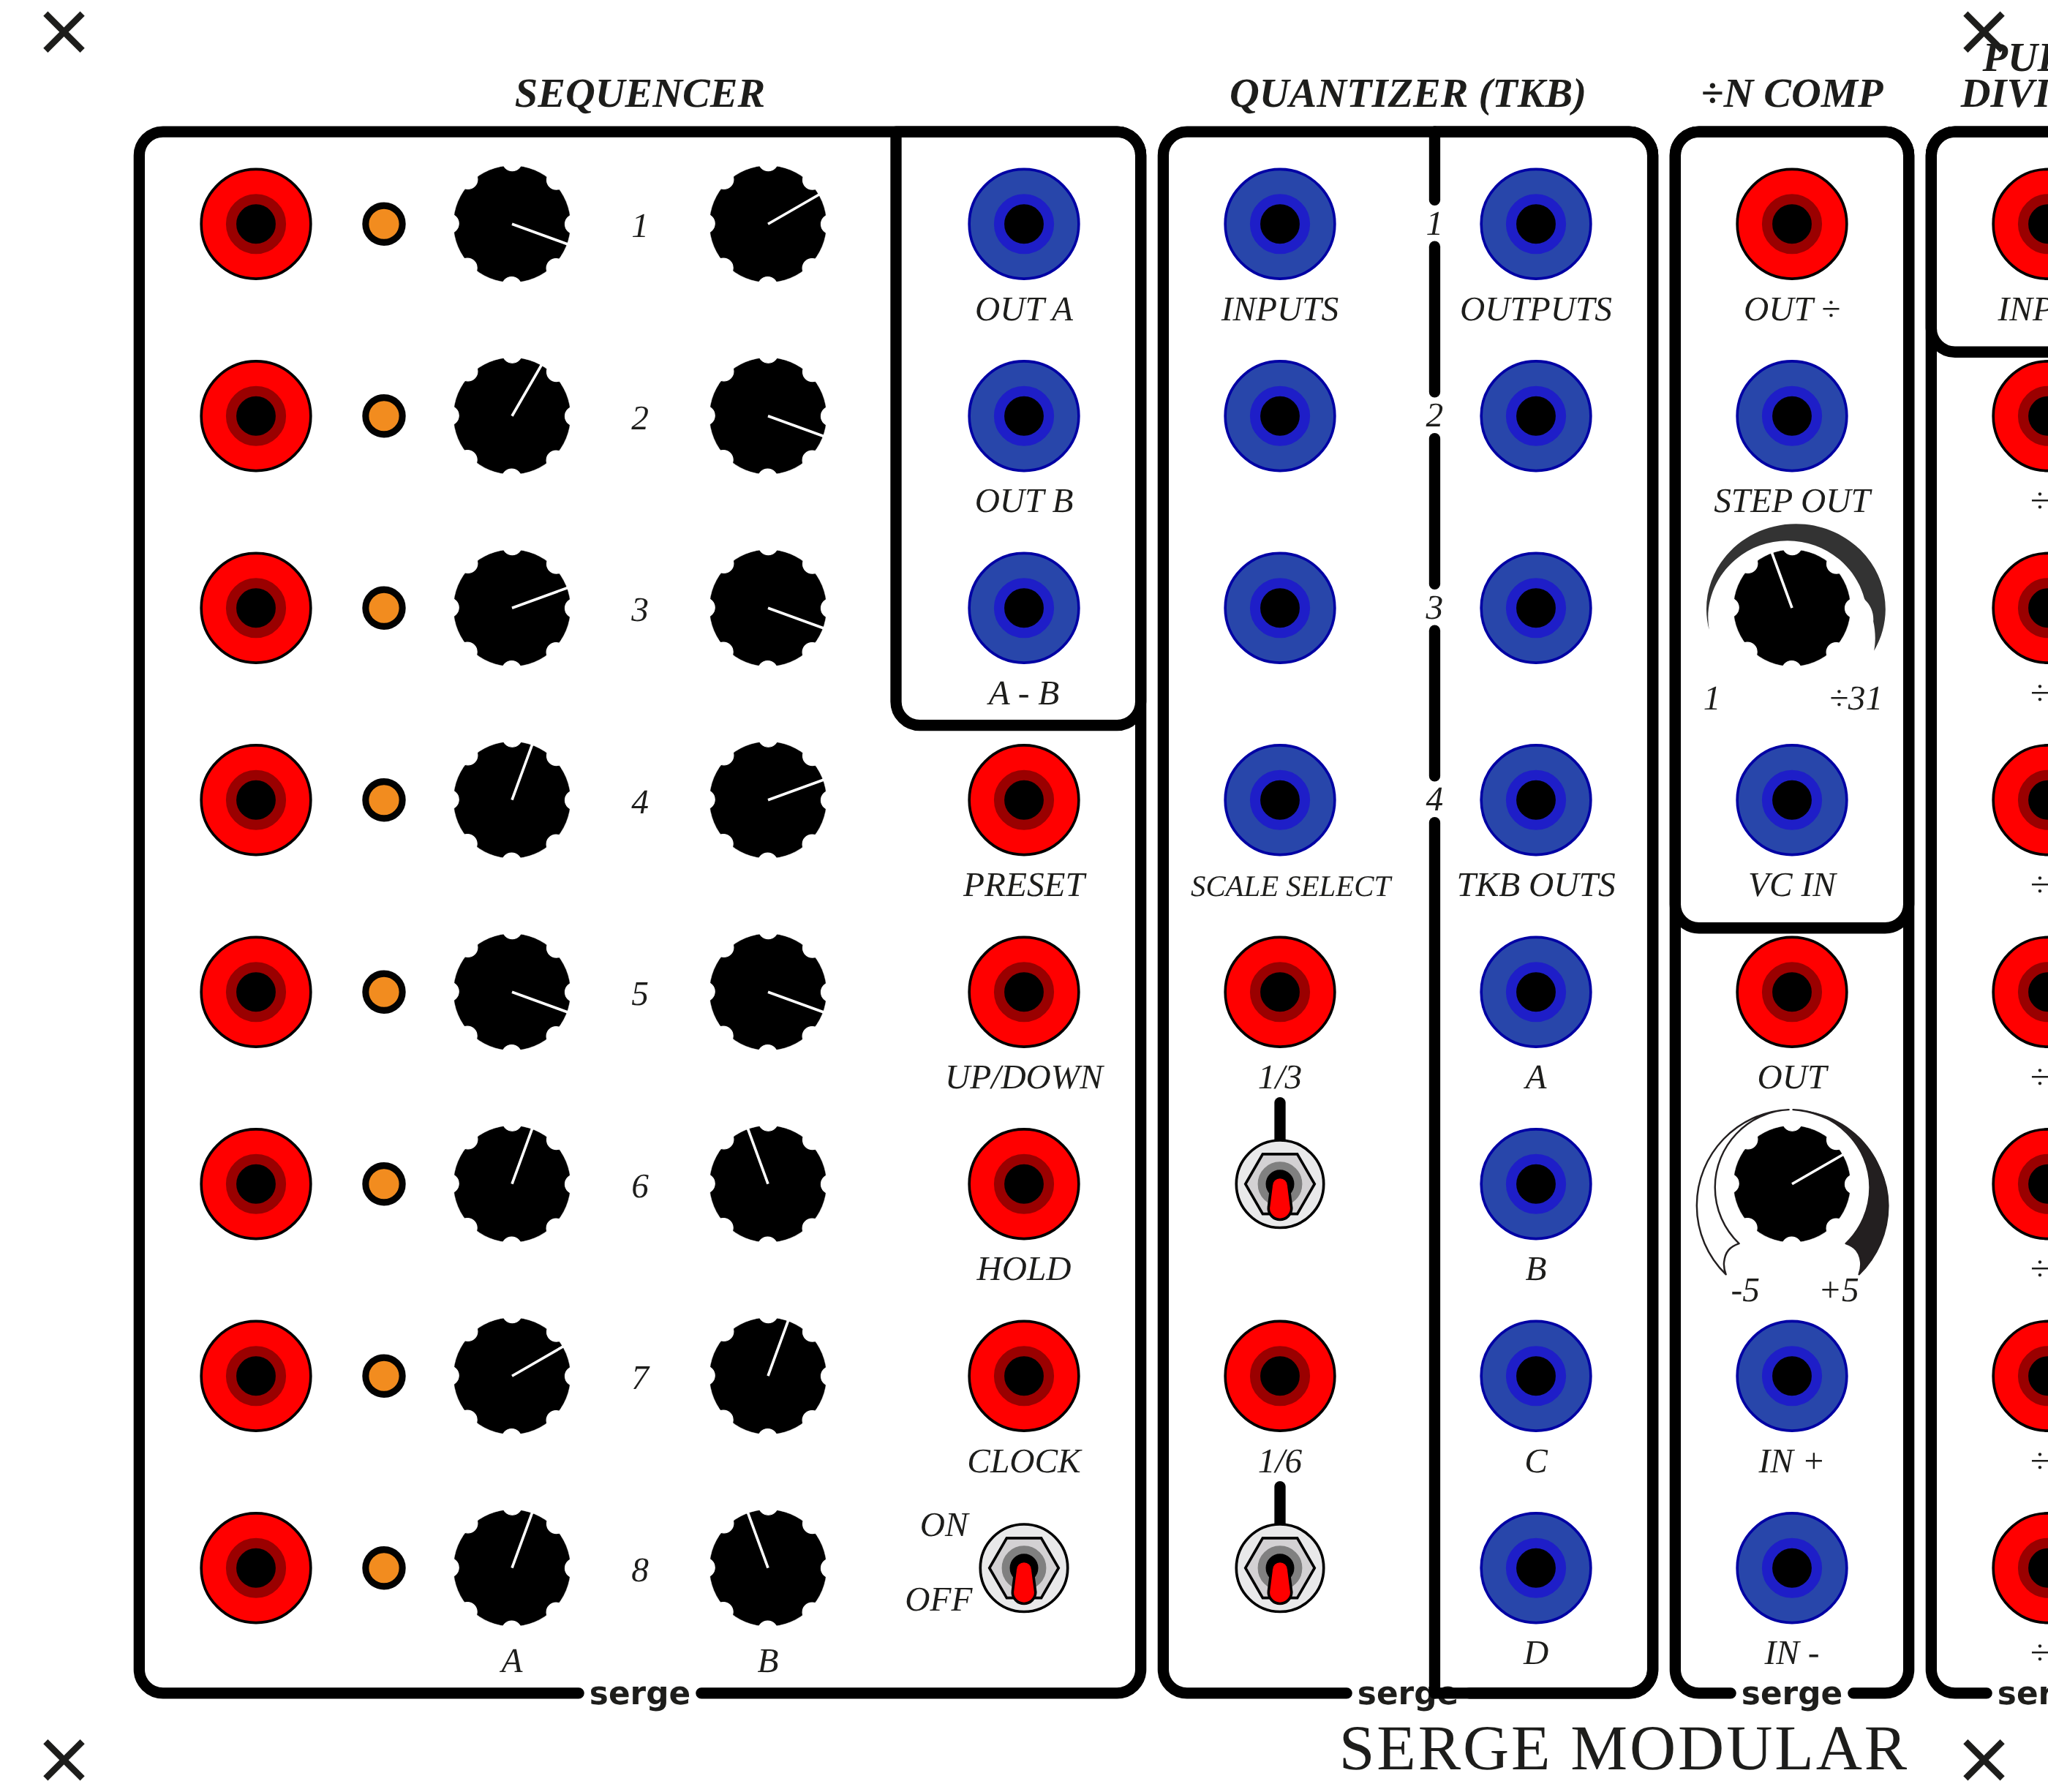 SEQUENCER
QUANTIZER (TKB)
÷N COMP
1
2
3
4
5
6
7
8
A
B
OUT A
OUT B
A - B
PRESET
UP/DOWN
HOLD
CLOCK
ON
OFF
serge
INPUTS
SCALE SELECT
1/3
1/6
1
2
3
4
OUTPUTS
TKB OUTS
A
B
C
D
serge
OUT ÷
STEP OUT
1 ÷31
VC IN
OUT
-5 +5
IN +
IN -
serge
÷
÷
÷
÷
÷
÷
÷
SERGE MODULAR